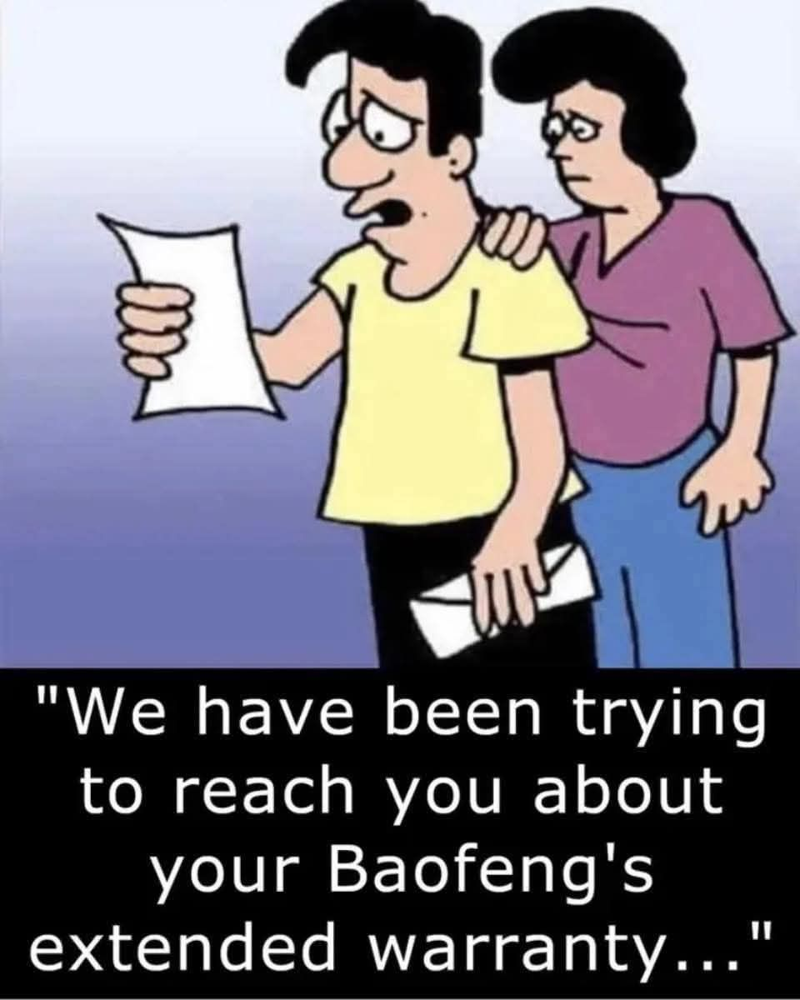 "We have been trying
to reach you about
your Baofeng's
extended warranty..."